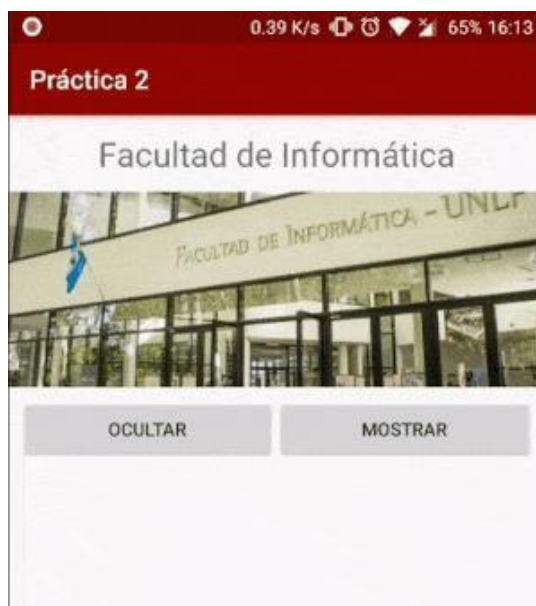 0.39 K/s 65% 16:13
Práctica 2
Facultad de Informática
FACULTAD DE INFORMÁTICA - UNLP
OCULTAR MOSTRAR